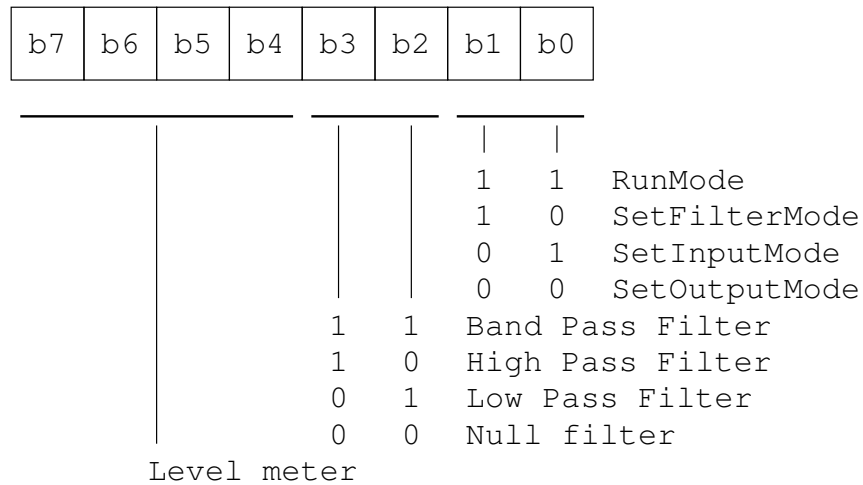 b7 b6 b5 b4 b3 b2 b1 b0
1 1 RunMode
1 0 SetFilterMode
0 1 SetInputMode
0 0 SetOutputMode
1 1 Band Pass Filter
1 0 High Pass Filter
0 1 Low Pass Filter
0 0 Null filter
Level meter